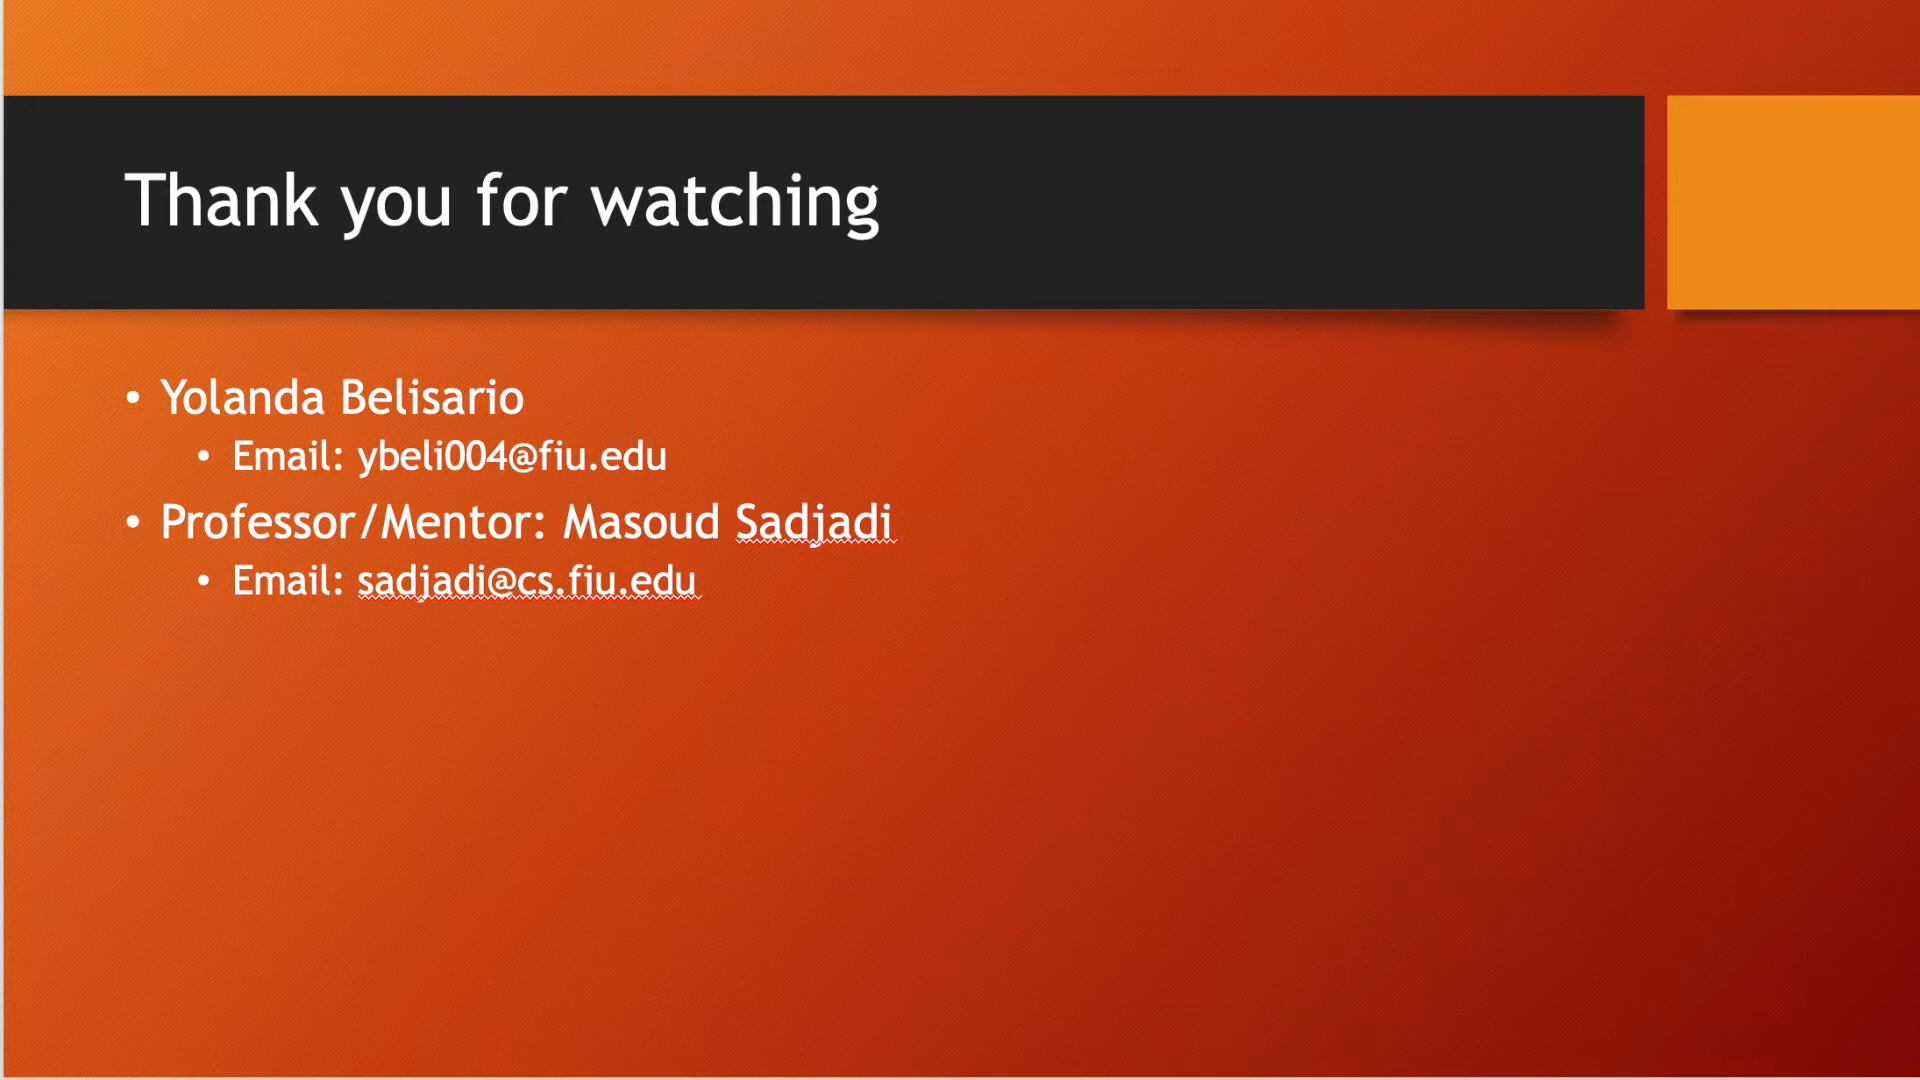 Thank you for watching
• Yolanda Belisario
• Email: ybeli004@fiu.edu
• Professor/Mentor: Masoud Sadjadi
• Email: sadjadi@cs.fiu.edu